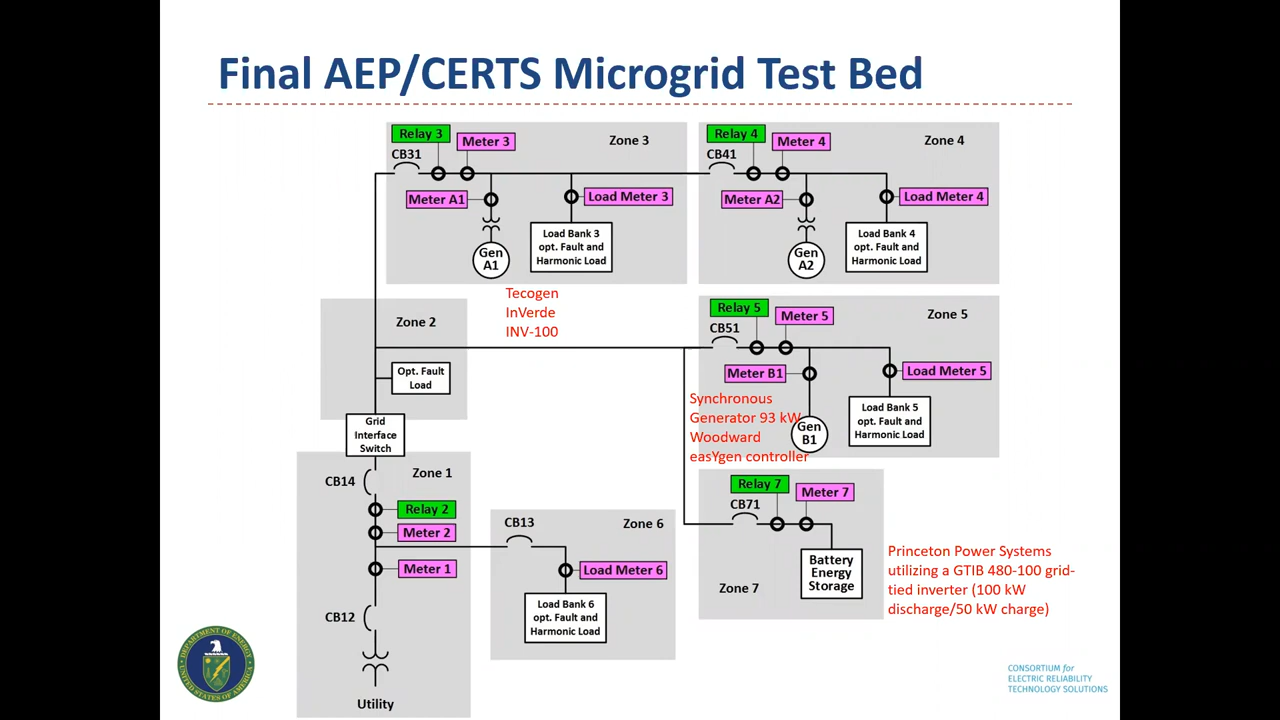 Final AEP/CERTS Microgrid Test Bed
Relay 3
Meter 3
Zone 3
CB31
Meter A1
Load Meter 3
Gen
A1
Load Bank 3
opt. Fault and
Harmonic Load
Relay 4
Meter 4
Zone 4
CB41
Meter A2
Load Meter 4
Gen
A2
Load Bank 4
opt. Fault and
Harmonic Load
Tecogen
InVerde
INV-100
Zone 2
Opt. Fault
Load
Grid
Interface
Switch
Relay 5
Meter 5
Zone 5
CB51
Meter B1
Load Meter 5
Synchronous
Generator 93 kW
Woodward
easYgen controller
Gen
B1
Load Bank 5
opt. Fault and
Harmonic Load
Zone 1
CB14
Relay 2
Meter 2
Meter 1
CB12
Utility
CB13
Zone 6
Load Meter 6
Load Bank 6
opt. Fault and
Harmonic Load
Relay 7
Meter 7
CB71
Battery
Energy
Storage
Zone 7
Princeton Power Systems
utilizing a GTIB 480-100 grid-
tied inverter (100 kW
discharge/50 kW charge)
DEPARTMENT OF ENERGY
UNITED STATES OF AMERICA
CONSORTIUM for
ELECTRIC RELIABILITY
TECHNOLOGY SOLUTIONS